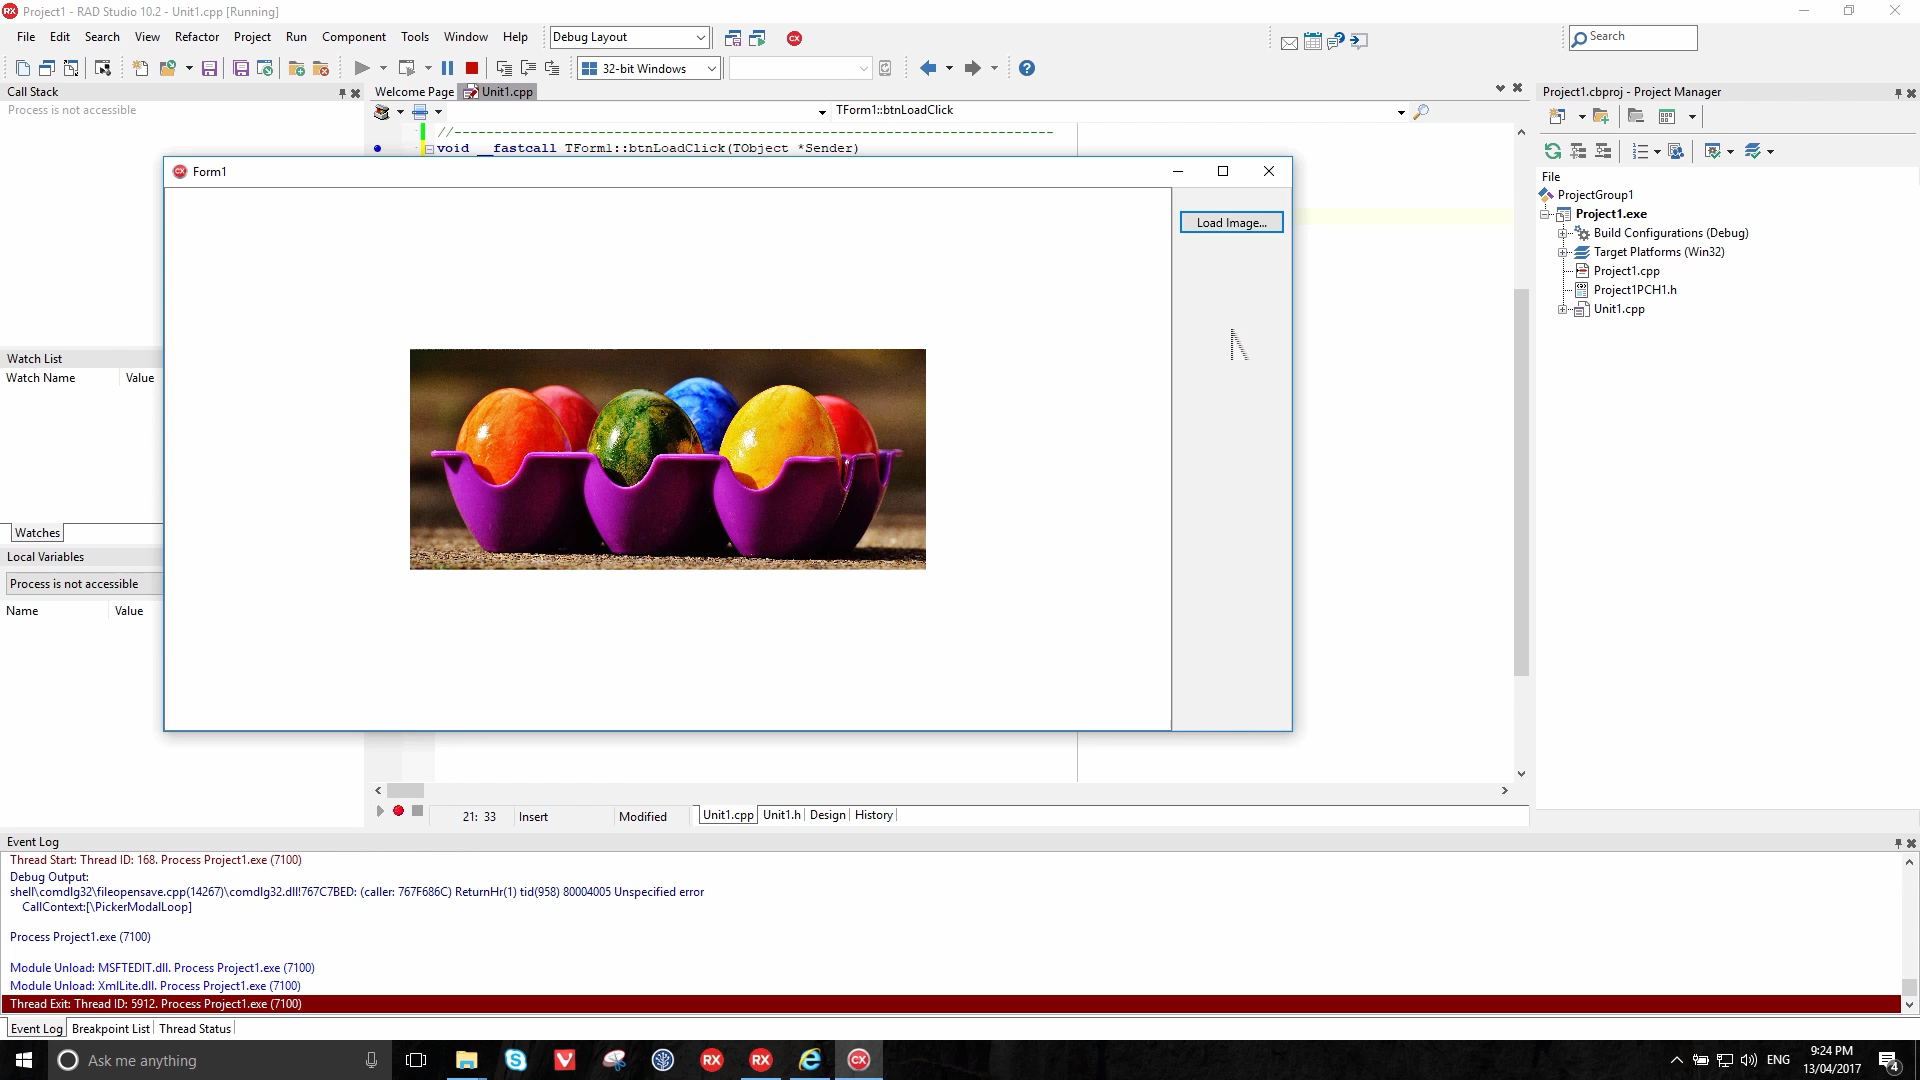 Project1 - RAD Studio 10.2 - Unit1.cpp [Running]
File Edit Search View Refactor Project Run Component Tools Window Help
Debug Layout
Search
32-bit Windows
Call Stack
Process is not accessible
Welcome Page Unit1.cpp
TForm1::btnLoadClick
//---------------------------------------------------------------------------
void __fastcall TForm1::btnLoadClick(TObject *Sender)
Form1
Load Image...
Watch List
Watch Name Value
Watches
Local Variables
Process is not accessible
Name Value
21: 33 Insert Modified Unit1.cpp Unit1.h Design History
Project1.cbproj - Project Manager
File
ProjectGroup1
Project1.exe
Build Configurations (Debug)
Target Platforms (Win32)
Project1.cpp
Project1PCH1.h
Unit1.cpp
Event Log
Thread Start: Thread ID: 168. Process Project1.exe (7100)
Debug Output:
shell\comdlg32\fileopensave.cpp(14267)\comdlg32.dll!767C7BED: (caller: 767F686C) ReturnHr(1) tid(958) 80004005 Unspecified error
CallContext:[\PickerModalLoop]
Process Project1.exe (7100)
Module Unload: MSFTEDIT.dll. Process Project1.exe (7100)
Module Unload: XmlLite.dll. Process Project1.exe (7100)
Thread Exit: Thread ID: 5912. Process Project1.exe (7100)
Event Log Breakpoint List Thread Status
Ask me anything
RX RX CX
ENG
9:24 PM
13/04/2017
4